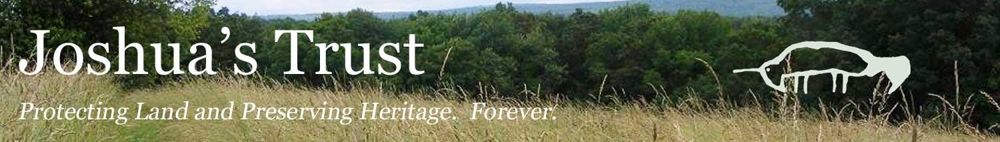 Joshua’s Trust
Protecting Land and Preserving Heritage.  Forever.